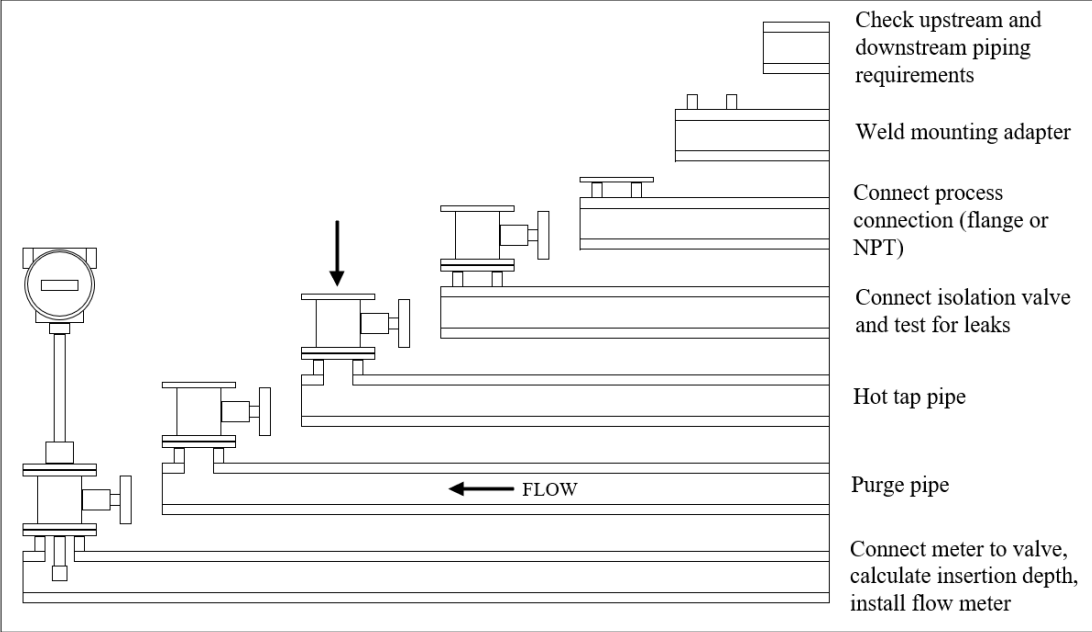 Check upstream and
downstream piping
requirements
Weld mounting adapter
Connect process
connection (flange or
NPT)
Connect isolation valve
and test for leaks
Hot tap pipe
Purge pipe
FLOW
Connect meter to valve,
calculate insertion depth,
install flow meter